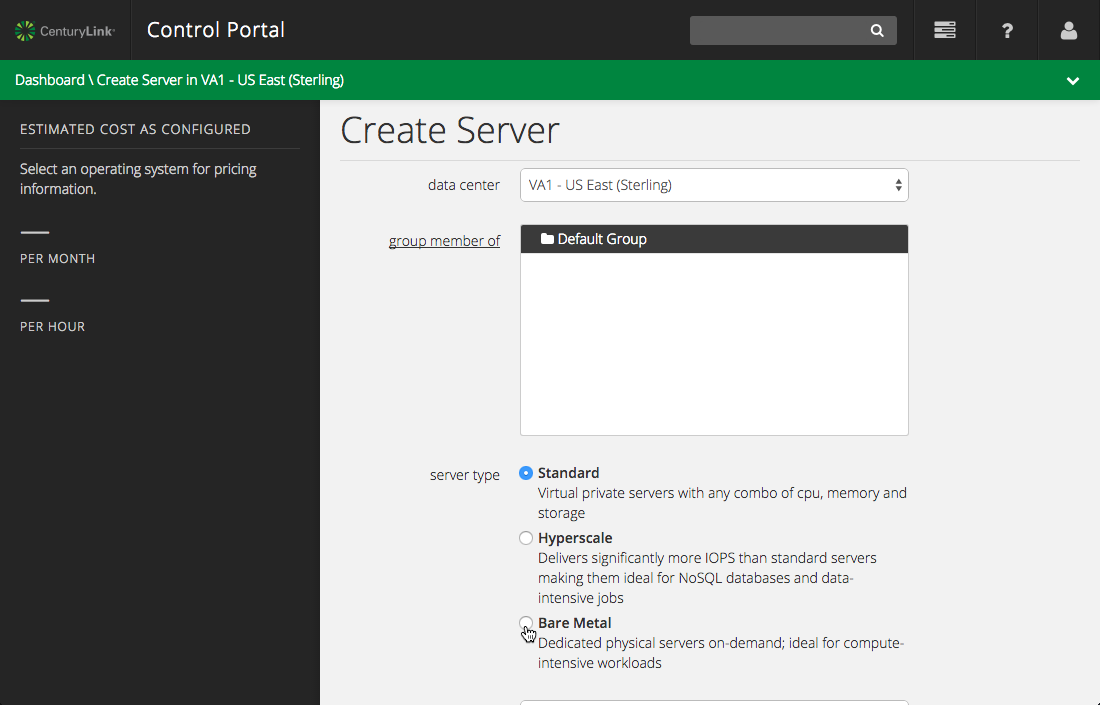 CenturyLink
Control Portal
?
Dashboard \ Create Server in VA1 - US East (Sterling)
ESTIMATED COST AS CONFIGURED
Select an operating system for pricing
information.
PER MONTH
PER HOUR
Create Server
data center
VA1 - US East (Sterling)
group member of
Default Group
server type
Standard
Virtual private servers with any combo of cpu, memory and
storage
Hyperscale
Delivers significantly more IOPS than standard servers
making them ideal for NoSQL databases and data-
intensive jobs
Bare Metal
Dedicated physical servers on-demand; ideal for compute-
intensive workloads